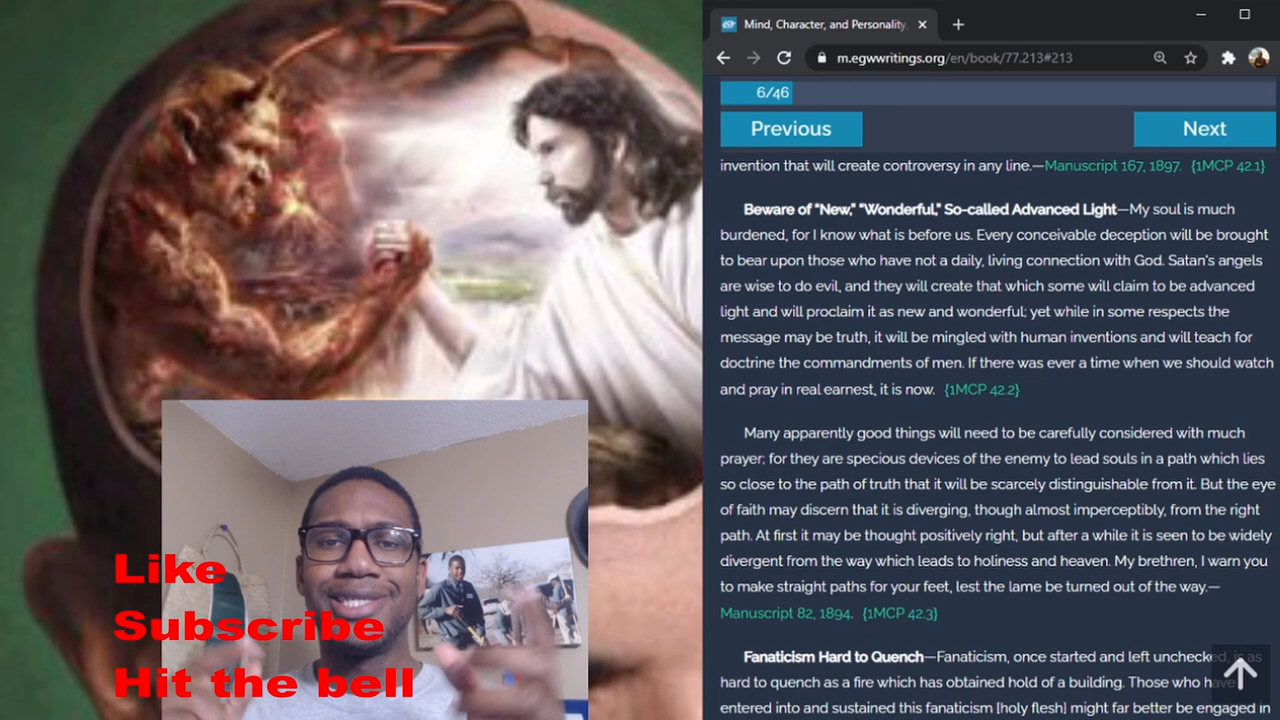 Mind, Character, and Personality,
m.egwwritings.org/en/book/77.213#213
6/46
Previous
Next
invention that will create controversy in any line.—Manuscript 167, 1897. {1MCP 42.1}
Beware of “New,” “Wonderful,” So-called Advanced Light—My soul is much
burdened, for I know what is before us. Every conceivable deception will be brought
to bear upon those who have not a daily, living connection with God. Satan's angels
are wise to do evil, and they will create that which some will claim to be advanced
light and will proclaim it as new and wonderful; yet while in some respects the
message may be truth, it will be mingled with human inventions and will teach for
doctrine the commandments of men. If there was ever a time when we should watch
and pray in real earnest, it is now. {1MCP 42.2}
Many apparently good things will need to be carefully considered with much
prayer; for they are specious devices of the enemy to lead souls in a path which lies
so close to the path of truth that it will be scarcely distinguishable from it. But the eye
of faith may discern that it is diverging, though almost imperceptibly, from the right
path. At first it may be thought positively right, but after a while it is seen to be widely
divergent from the way which leads to holiness and heaven. My brethren, I warn you
to make straight paths for your feet, lest the lame be turned out of the way.—
Manuscript 82, 1894. {1MCP 42.3}
Fanaticism Hard to Quench—Fanaticism, once started and left unchecked, is as
hard to quench as a fire which has obtained hold of a building. Those who have
entered into and sustained this fanaticism [holy flesh] might far better be engaged in
Like
Subscribe
Hit the bell